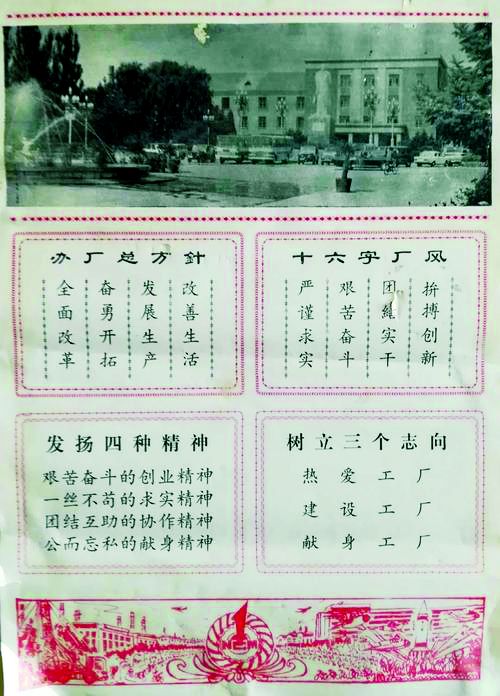 办厂总方針
全面改革
奋勇开拓
发展生产
改善生活
十六字厂风
严谨求实
艰苦奋斗
团结实干
拚搏创新
发扬四种精神
艰苦奋斗的创业精神
一丝不苟的求实精神
团结互助的协作精神
公而忘私的献身精神
树立三个志向
热爱工厂
建设工厂
献身工厂
1